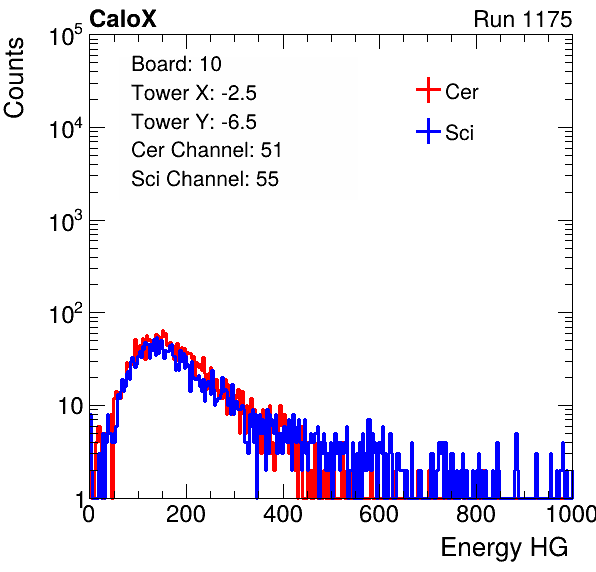 CaloX Run 1175
Counts
10^5
10^4
10^3
10^2
10
1
Board: 10
Tower X: -2.5
Tower Y: -6.5
Cer Channel: 51
Sci Channel: 55
Cer
Sci
0 200 400 600 800 1000
Energy HG